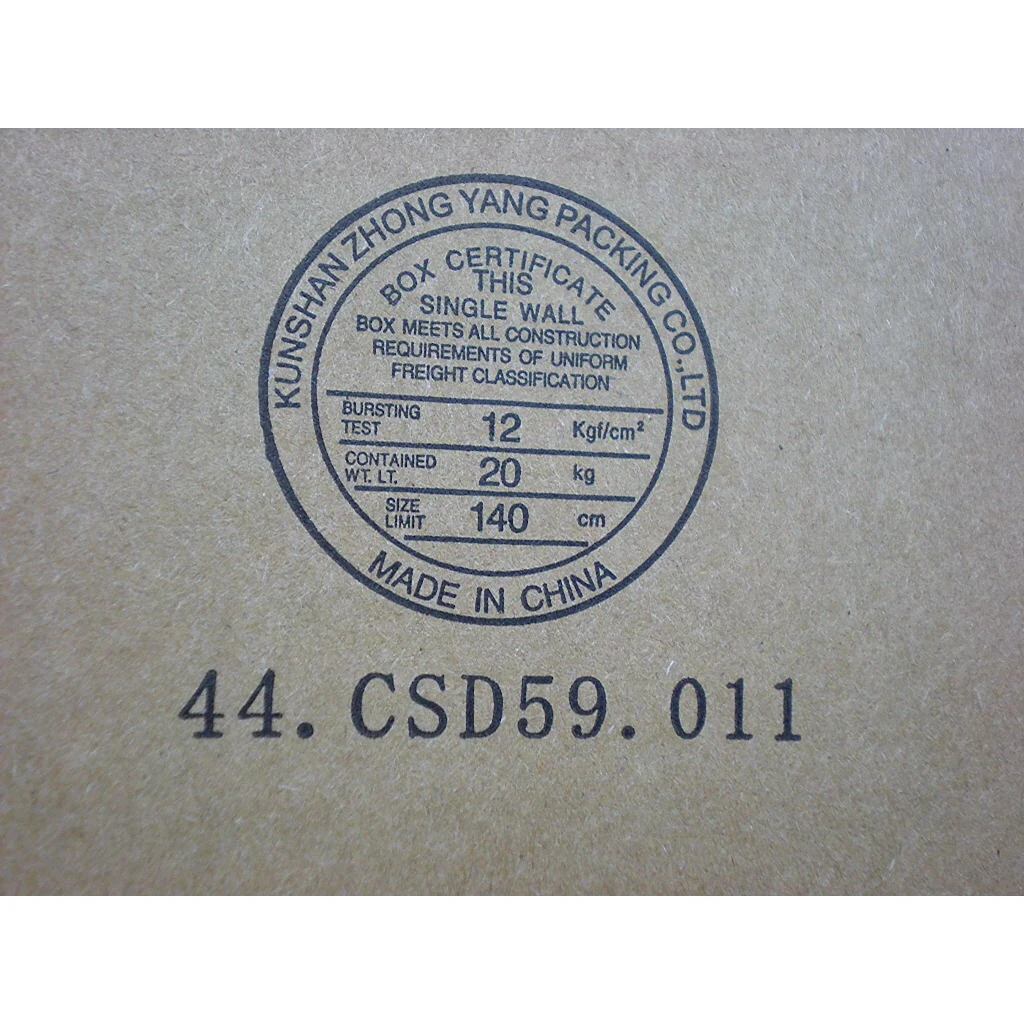 KUNSHAN ZHONG YANG PACKING CO.,LTD
BOX CERTIFICATE
THIS
SINGLE WALL
BOX MEETS ALL CONSTRUCTION
REQUIREMENTS OF UNIFORM
FREIGHT CLASSIFICATION
BURSTING TEST 12 Kgf/cm²
CONTAINED WT. LT. 20 kg
SIZE LIMIT 140 cm
MADE IN CHINA
44.CSD59.011